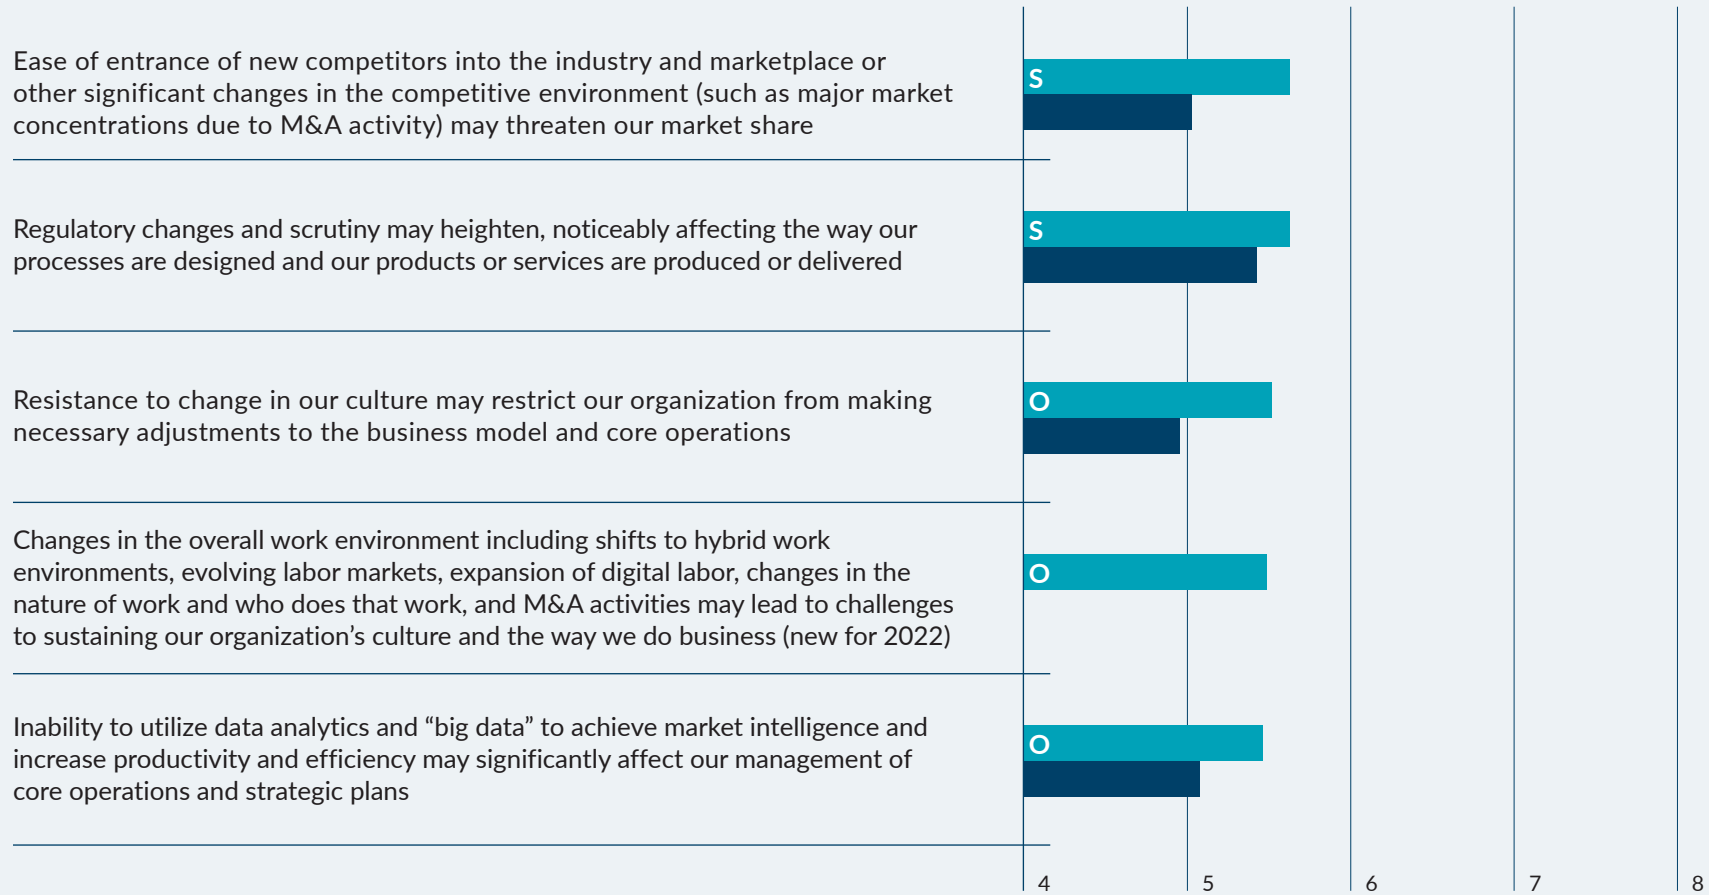 Ease of entrance of new competitors into the industry and marketplace or
other significant changes in the competitive environment (such as major market
concentrations due to M&A activity) may threaten our market share
S
Regulatory changes and scrutiny may heighten, noticeably affecting the way our
processes are designed and our products or services are produced or delivered
S
Resistance to change in our culture may restrict our organization from making
necessary adjustments to the business model and core operations
O
Changes in the overall work environment including shifts to hybrid work
environments, evolving labor markets, expansion of digital labor, changes in the
nature of work and who does that work, and M&A activities may lead to challenges
to sustaining our organization’s culture and the way we do business (new for 2022)
O
Inability to utilize data analytics and “big data” to achieve market intelligence and
increase productivity and efficiency may significantly affect our management of
core operations and strategic plans
O
4 5 6 7 8